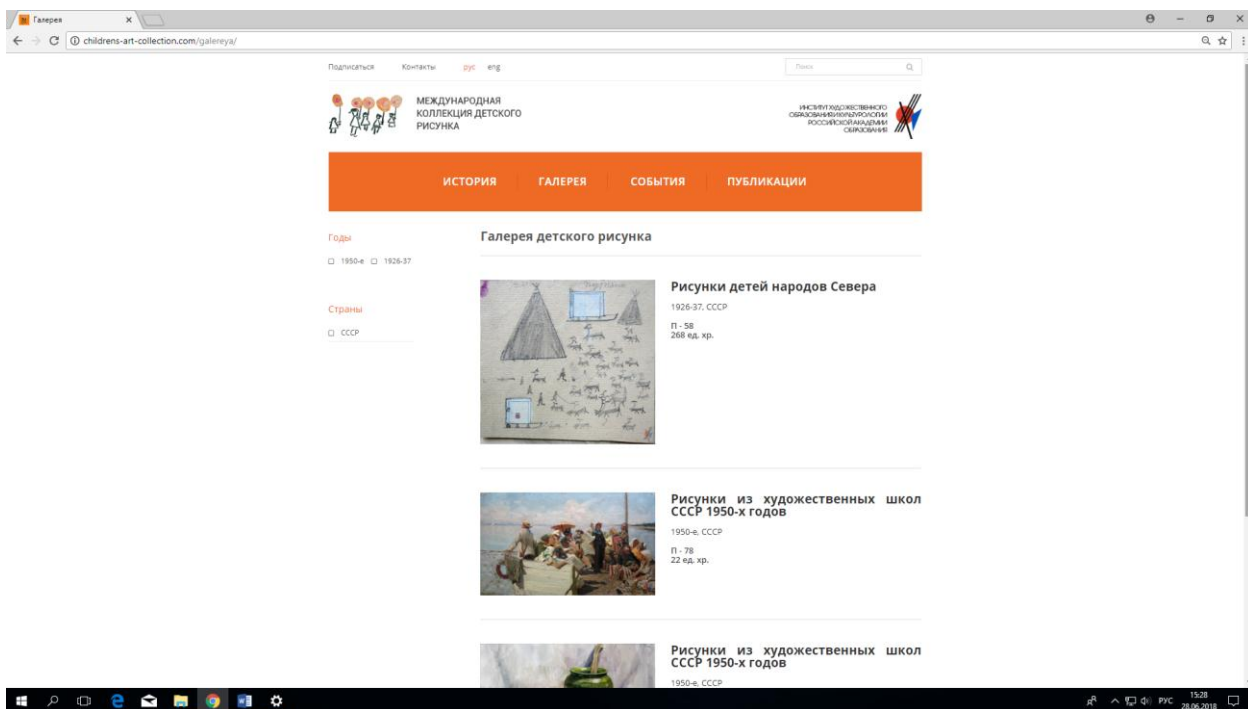 Галерея
childrens-art-collection.com/galereya/
Подписаться Контакты рус eng
Поиск
МЕЖДУНАРОДНАЯ
КОЛЛЕКЦИЯ ДЕТСКОГО
РИСУНКА
ИНСТИТУТ ХУДОЖЕСТВЕННОГО
ОБРАЗОВАНИЯ И КУЛЬТУРОЛОГИИ
РОССИЙСКОЙ АКАДЕМИИ
ОБРАЗОВАНИЯ
ИСТОРИЯ ГАЛЕРЕЯ СОБЫТИЯ ПУБЛИКАЦИИ
Годы
1950-е 1926-37
Страны
СССР
Галерея детского рисунка
Рисунки детей народов Севера
1926-37, СССР
П - 58
268 ед. хр.
Рисунки из художественных школ
СССР 1950-х годов
1950-е, СССР
П - 78
22 ед. хр.
Рисунки из художественных школ
СССР 1950-х годов
1950-е, СССР
РУС
15:28
28.06.2018